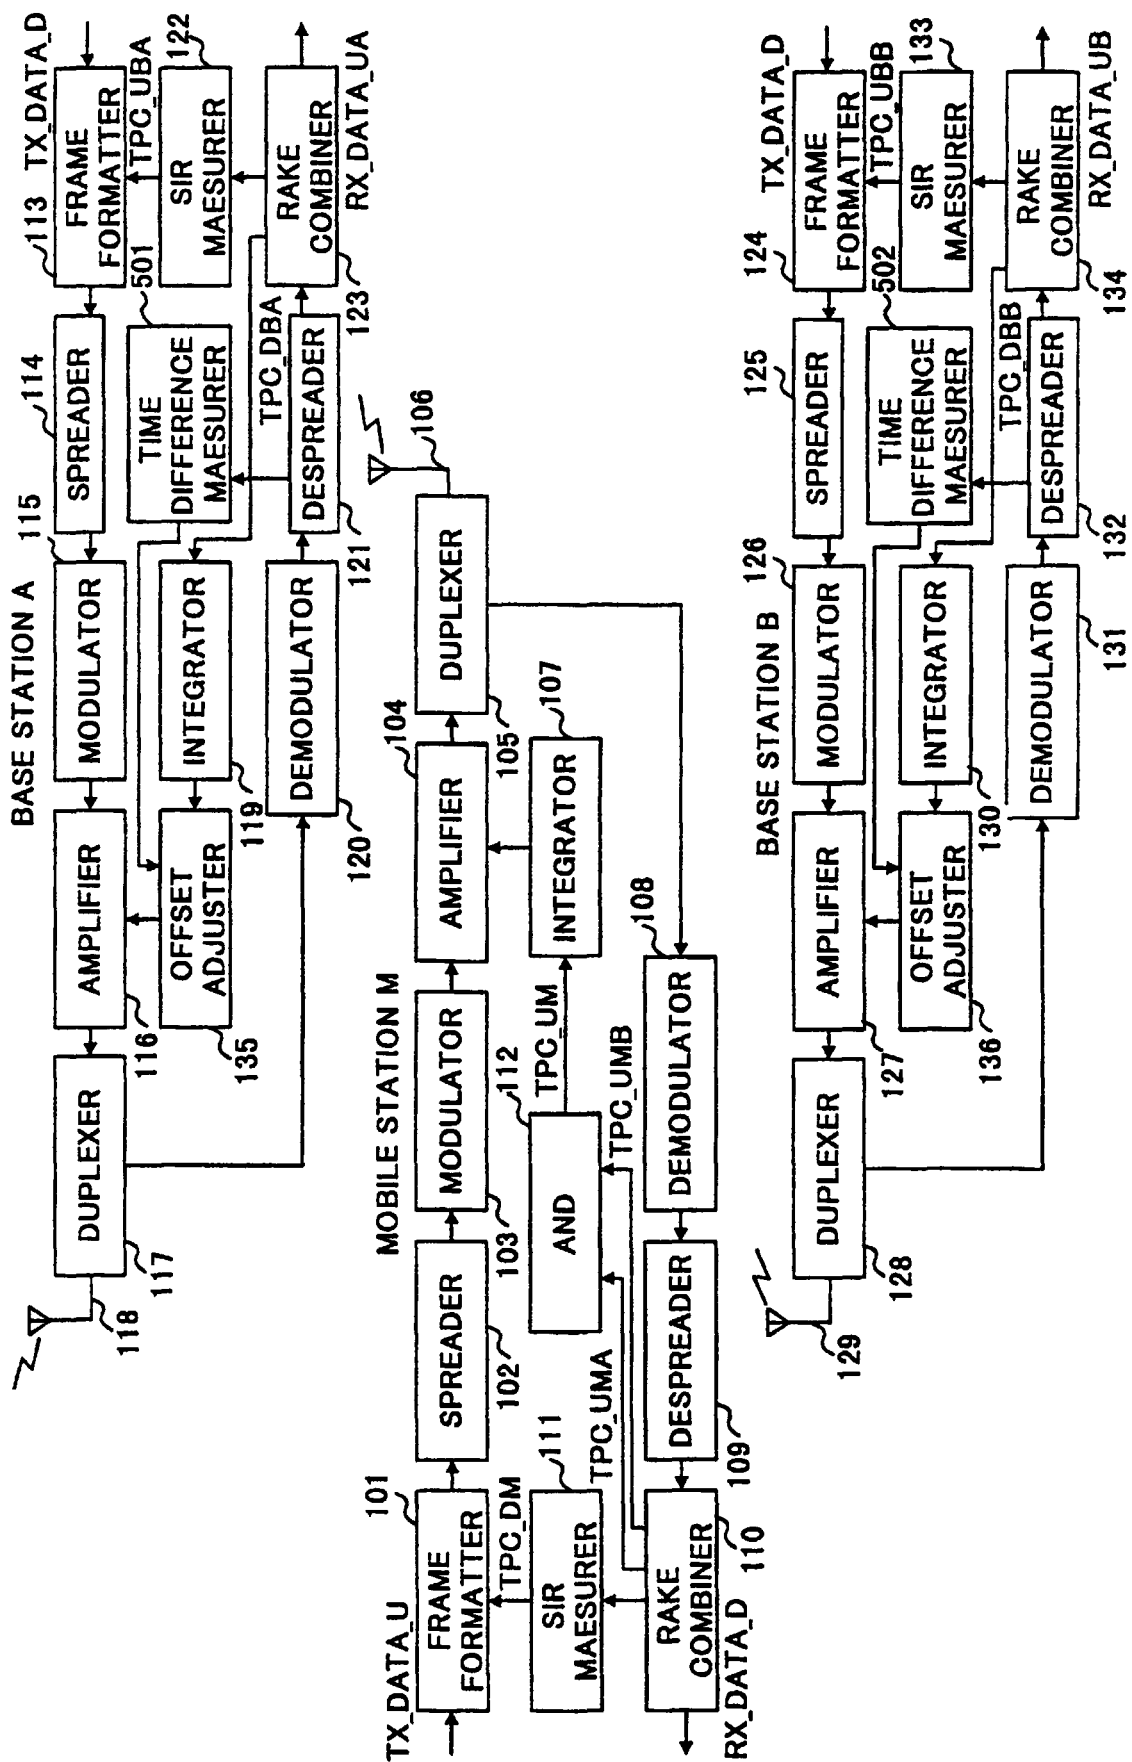 BASE STATION A
TX_DATA_D
113
FRAME
FORMATTER
TPC_UBA
122
SIR
MAESURER
RAKE
COMBINER
123
RX_DATA_UA
114
SPREADER
501
TIME
DIFFERENCE
MAESURER
TPC_DBA
DESPREADER
121
115
MODULATOR
INTEGRATOR
119
DEMODULATOR
120
AMPLIFIER
116
OFFSET
ADJUSTER
135
DUPLEXER
117
118
MOBILE STATION M
TX_DATA_U
101
FRAME
FORMATTER
TPC_DM
111
SIR
MAESURER
RAKE
COMBINER
110
RX_DATA_D
SPREADER
102
TPC_UMA
DESPREADER
109
MODULATOR
103
112
AND
TPC_UM
TPC_UMB
108
DEMODULATOR
104
AMPLIFIER
INTEGRATOR
107
DUPLEXER
105
106
BASE STATION B
TX_DATA_D
124
FRAME
FORMATTER
TPC_UBB
133
SIR
MAESURER
RAKE
COMBINER
134
RX_DATA_UB
125
SPREADER
502
TIME
DIFFERENCE
MAESURER
TPC_DBB
DESPREADER
132
126
MODULATOR
INTEGRATOR
130
DEMODULATOR
131
AMPLIFIER
127
OFFSET
ADJUSTER
136
DUPLEXER
128
129